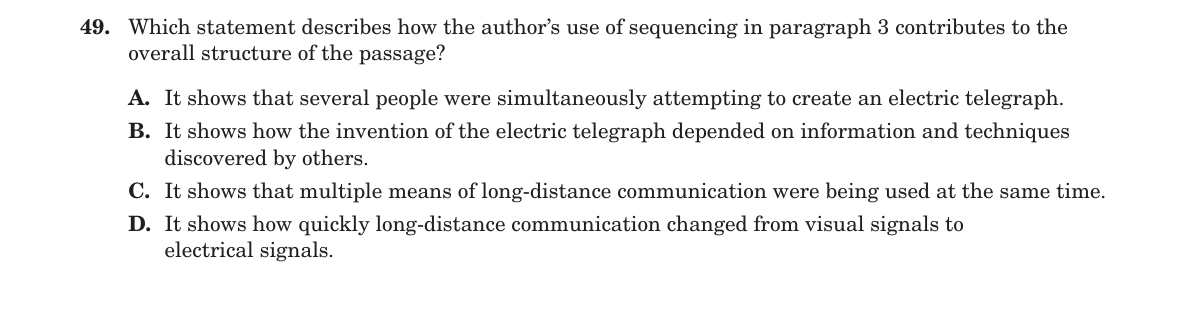 49. Which statement describes how the author’s use of sequencing in paragraph 3 contributes to the
overall structure of the passage?
A. It shows that several people were simultaneously attempting to create an electric telegraph.
B. It shows how the invention of the electric telegraph depended on information and techniques
discovered by others.
C. It shows that multiple means of long-distance communication were being used at the same time.
D. It shows how quickly long-distance communication changed from visual signals to
electrical signals.